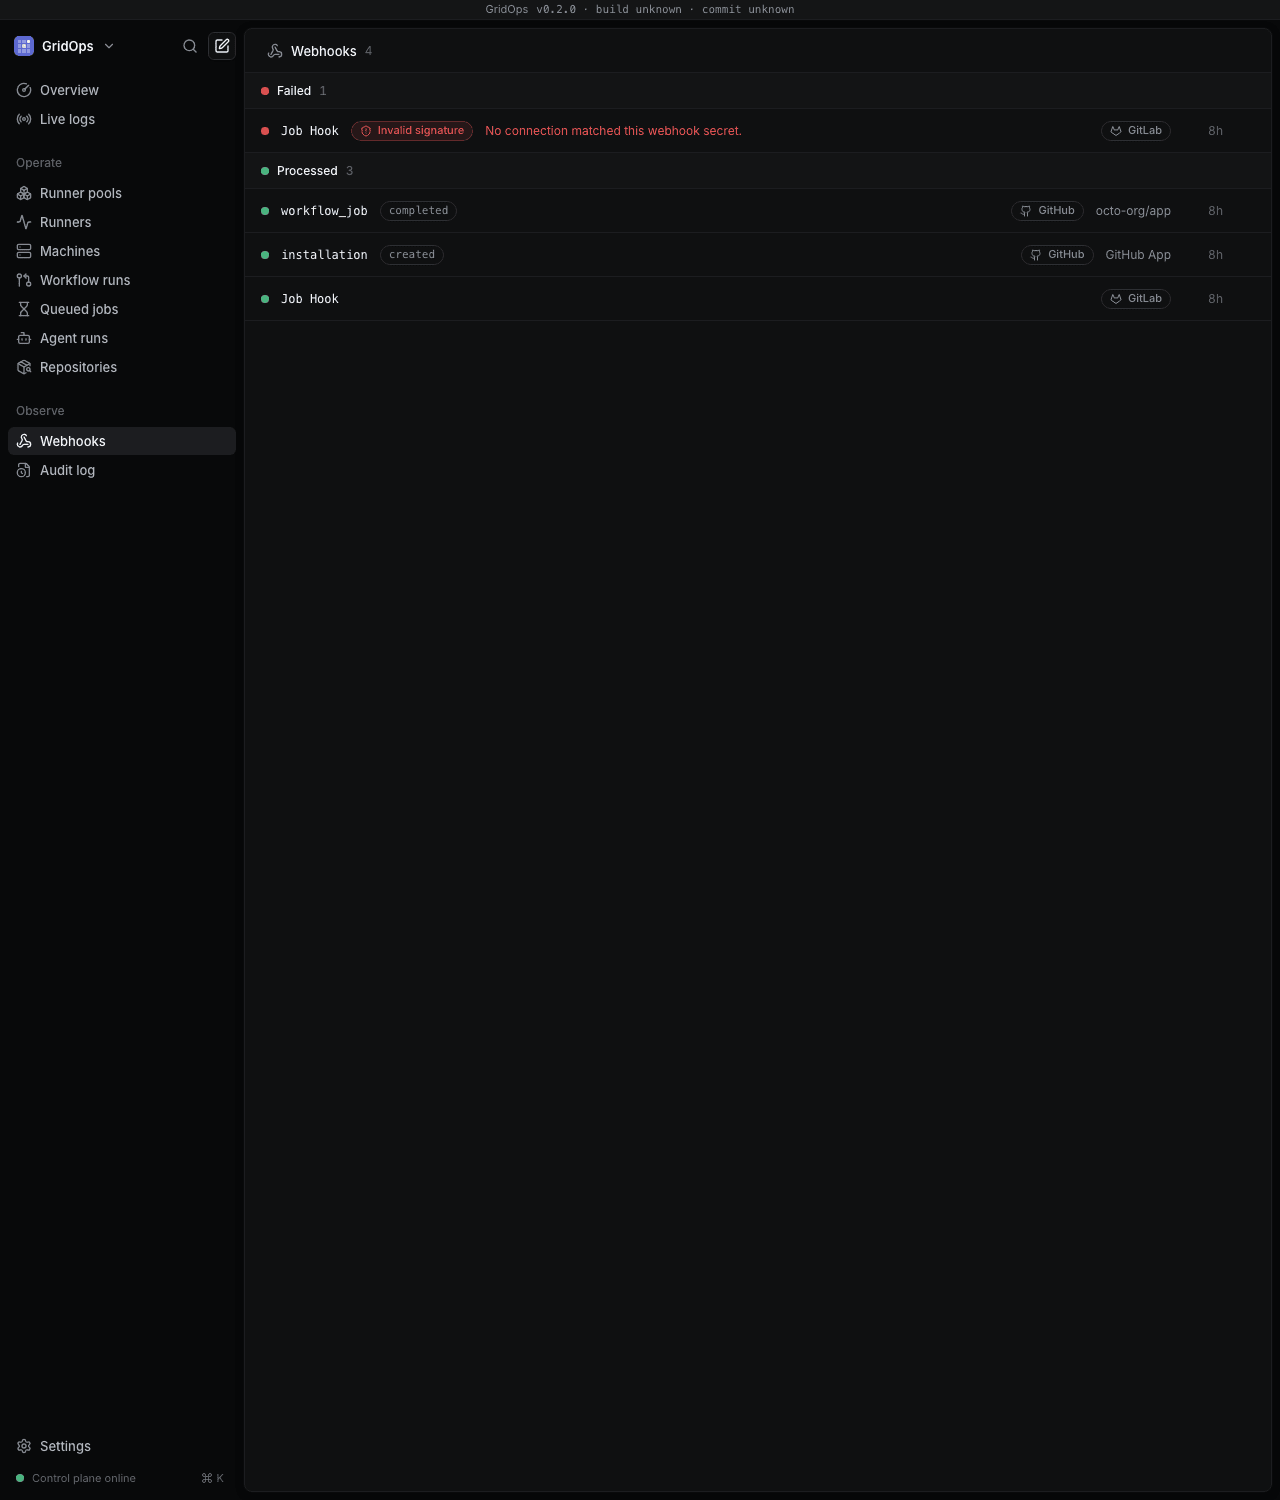 GridOps v0.2.0 · build unknown · commit unknown
GridOps
Overview
Live logs
Operate
Runner pools
Runners
Machines
Workflow runs
Queued jobs
Agent runs
Repositories
Observe
Webhooks
Audit log
Settings
Control plane online ⌘ K
Webhooks 4
Failed 1
Job Hook Invalid signature No connection matched this webhook secret. GitLab 8h
Processed 3
workflow_job completed GitHub octo-org/app 8h
installation created GitHub GitHub App 8h
Job Hook GitLab 8h